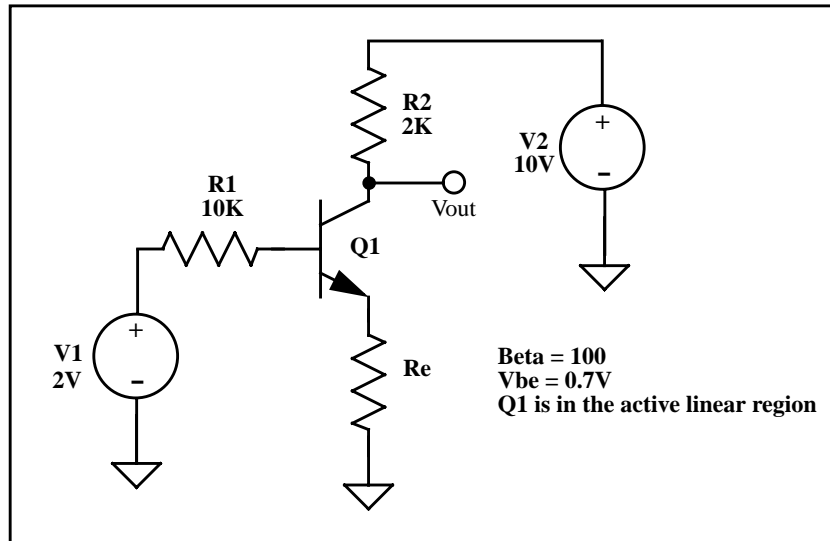 R2
2K
+
V2
10V
-
R1
10K
Vout
Q1
+
V1
2V
-
Re
Beta = 100
Vbe = 0.7V
Q1 is in the active linear region